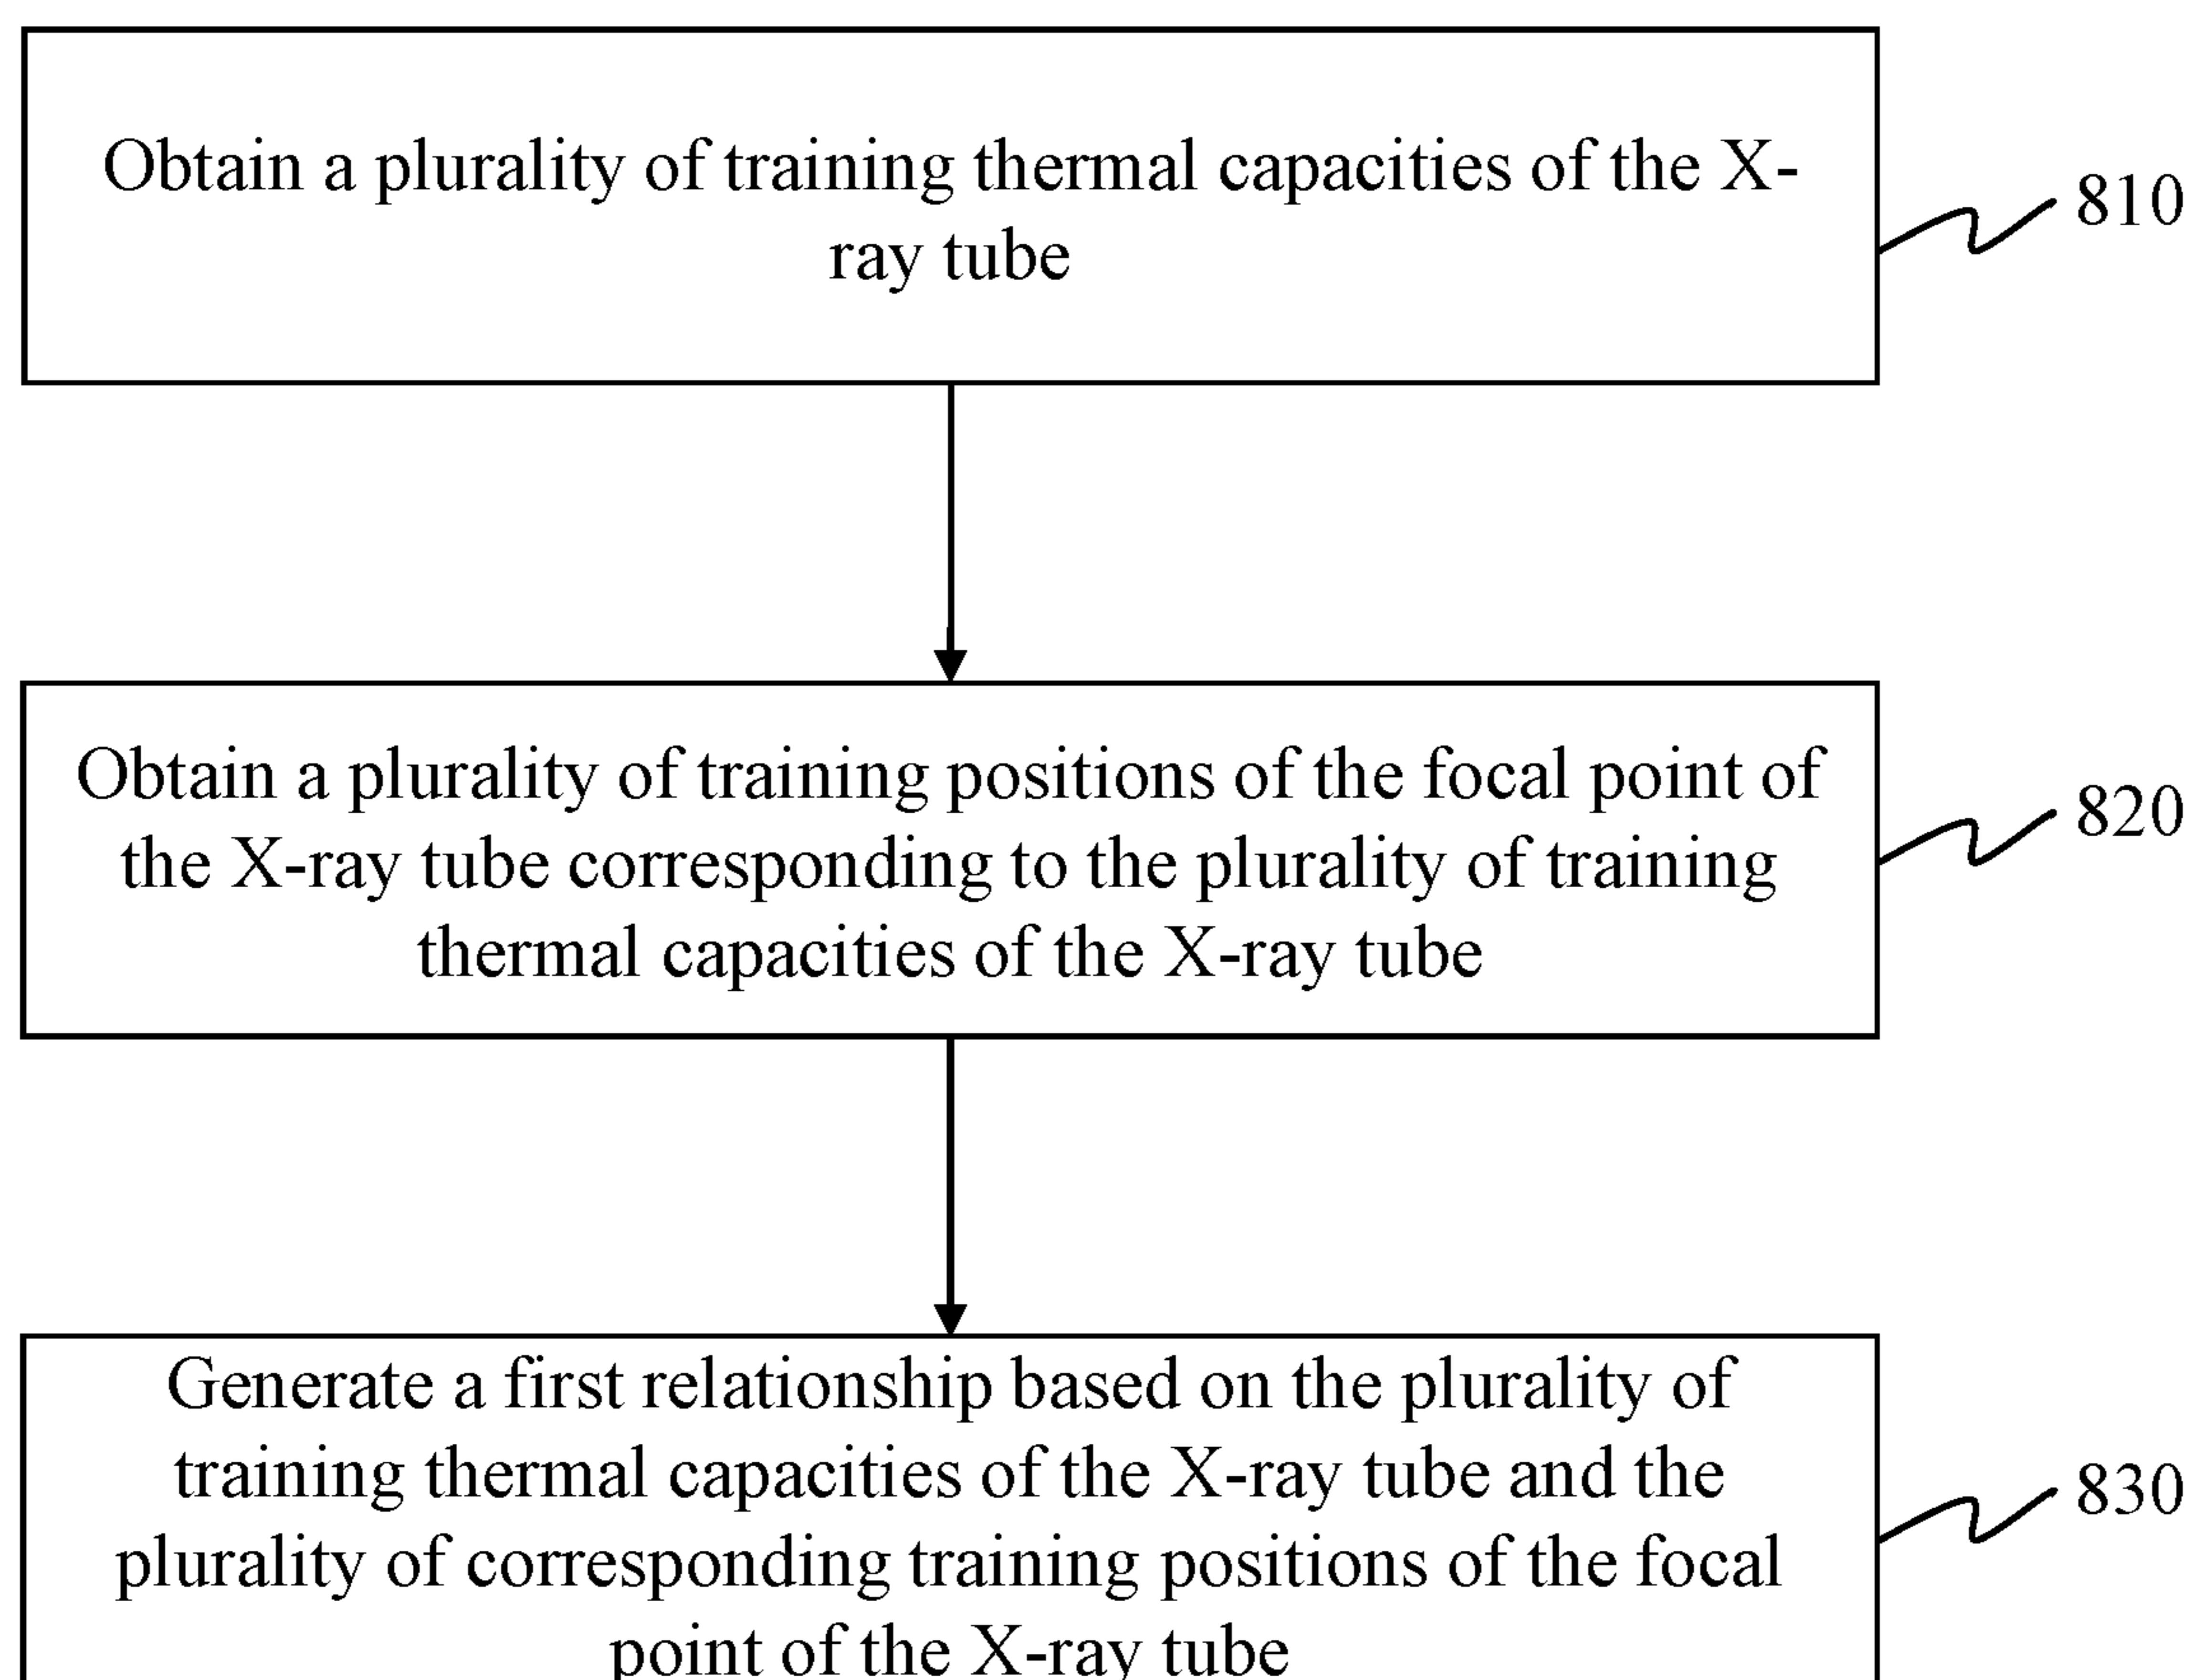 Obtain a plurality of training thermal capacities of the X-
ray tube
810
Obtain a plurality of training positions of the focal point of
the X-ray tube corresponding to the plurality of training
thermal capacities of the X-ray tube
820
Generate a first relationship based on the plurality of
training thermal capacities of the X-ray tube and the
plurality of corresponding training positions of the focal
point of the X-ray tube
830